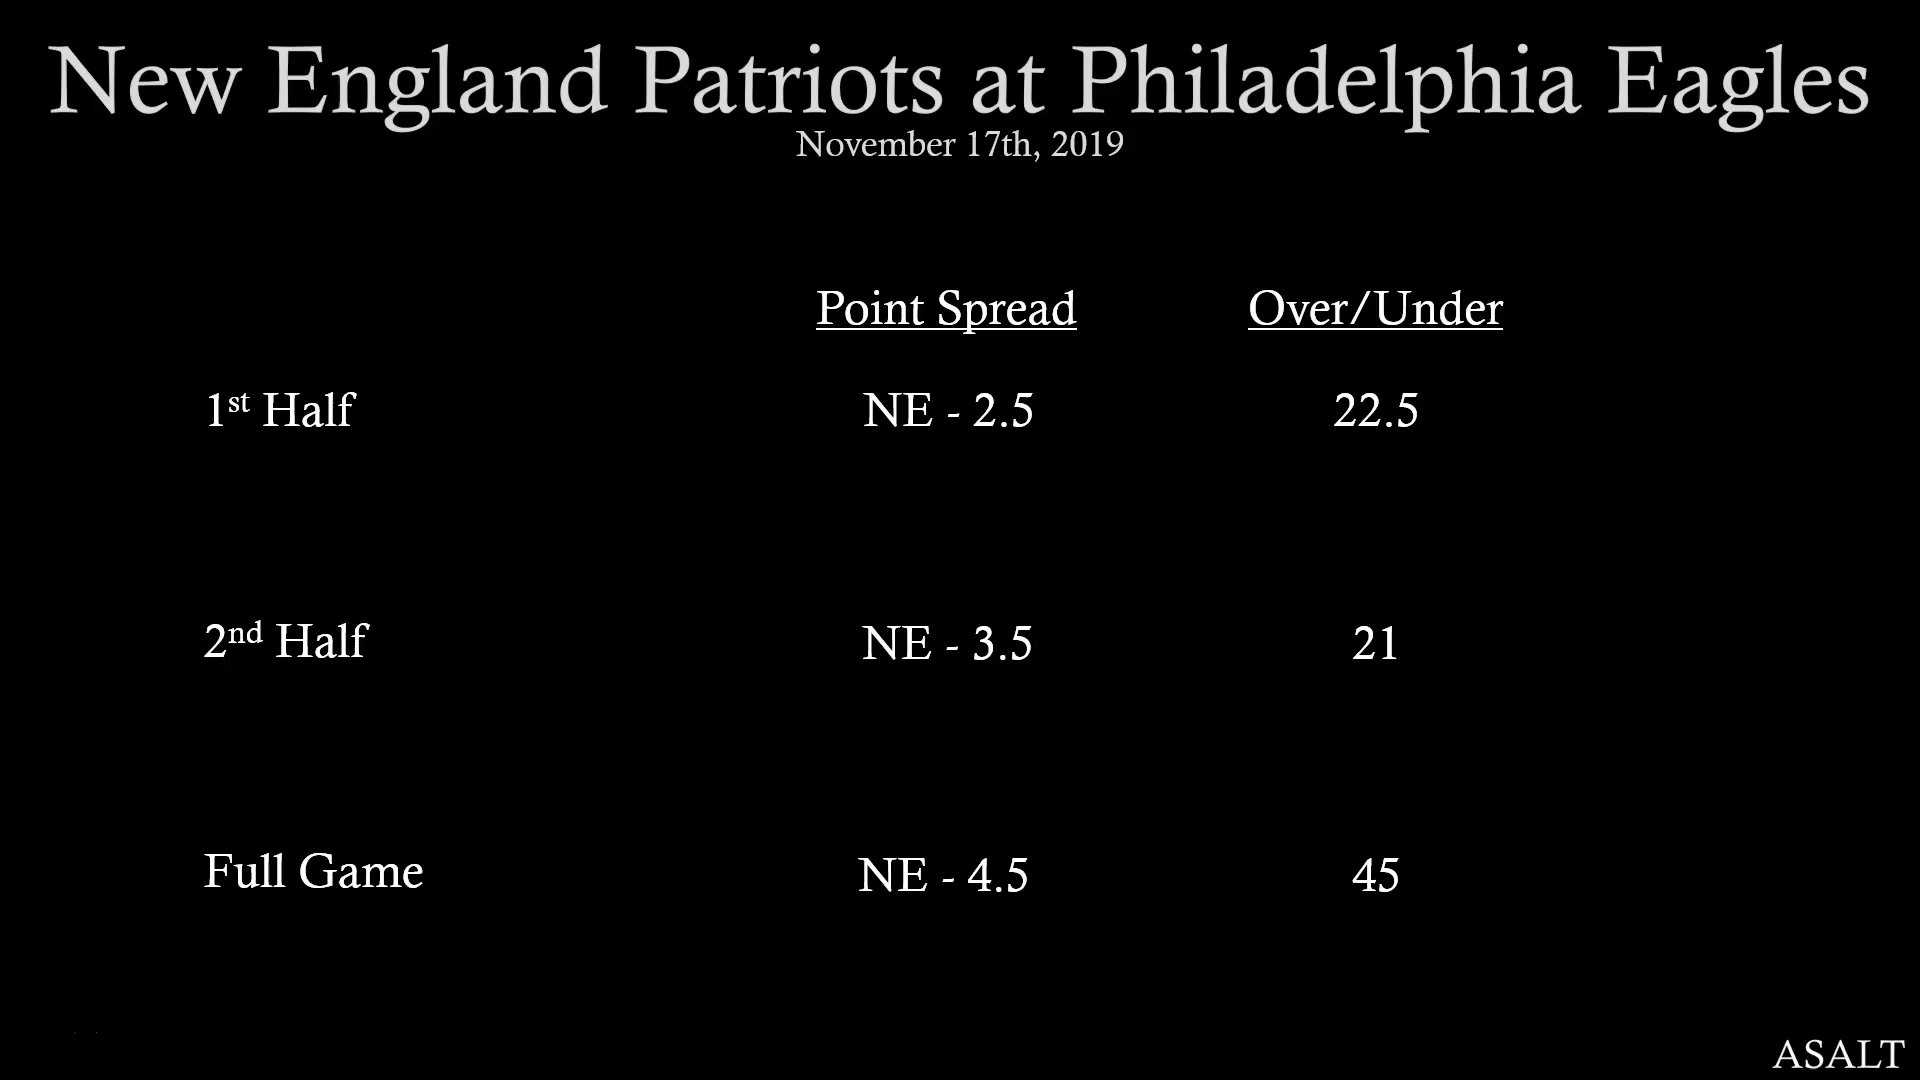 New England Patriots at Philadelphia Eagles
November 17th, 2019
Point Spread Over/Under
1st Half NE - 2.5 22.5
2nd Half NE - 3.5 21
Full Game NE - 4.5 45
ASALT